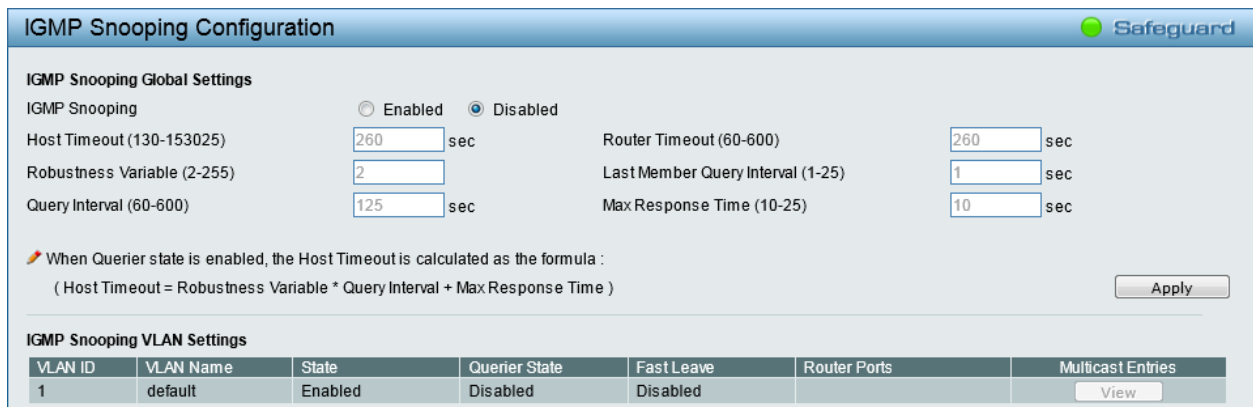 IGMP Snooping Configuration
Safeguard
IGMP Snooping Global Settings
IGMP Snooping Enabled Disabled
Host Timeout (130-153025) 260 sec Router Timeout (60-600) 260 sec
Robustness Variable (2-255) 2 Last Member Query Interval (1-25) 1 sec
Query Interval (60-600) 125 sec Max Response Time (10-25) 10 sec
When Querier state is enabled, the Host Timeout is calculated as the formula :
( Host Timeout = Robustness Variable * Query Interval + Max Response Time )
Apply
IGMP Snooping VLAN Settings
VLAN ID VLAN Name State Querier State Fast Leave Router Ports Multicast Entries
1 default Enabled Disabled Disabled View